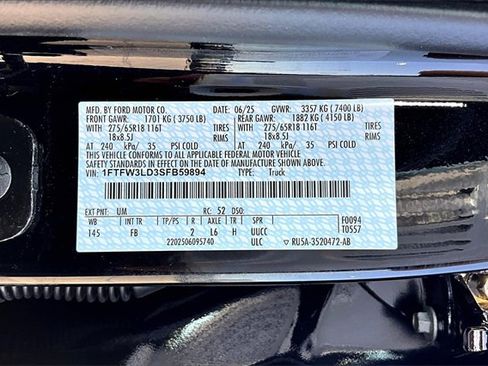 MFD. BY FORD MOTOR CO. DATE: 06/25 GVWR: 3357 KG ( 7400 LB)
FRONT GAWR: 1701 KG ( 3750 LB) REAR GAWR: 1882 KG ( 4150 LB)
WITH 275/65R18 116T TIRES WITH 275/65R18 116T TIRES
18x8.5J RIMS 18x8.5J RIMS
AT 240 kPa/ 35 PSI COLD AT 240 kPa/ 35 PSI COLD
THIS VEHICLE CONFORMS TO ALL APPLICABLE FEDERAL MOTOR VEHICLE
SAFETY STANDARDS IN EFFECT ON THE DATE OF MANUFACTURE SHOWN ABOVE.
VIN: 1FTFW3LD3SFB59894 TYPE: Truck
EXT PNT: UM RC: 52 DSO:
WB INT TR TP/PS R AXLE TR SPR F0094
145 FB 2 L6 H UUCC T0557
2202506095740 ULC ▽ RU5A-3520472-AB